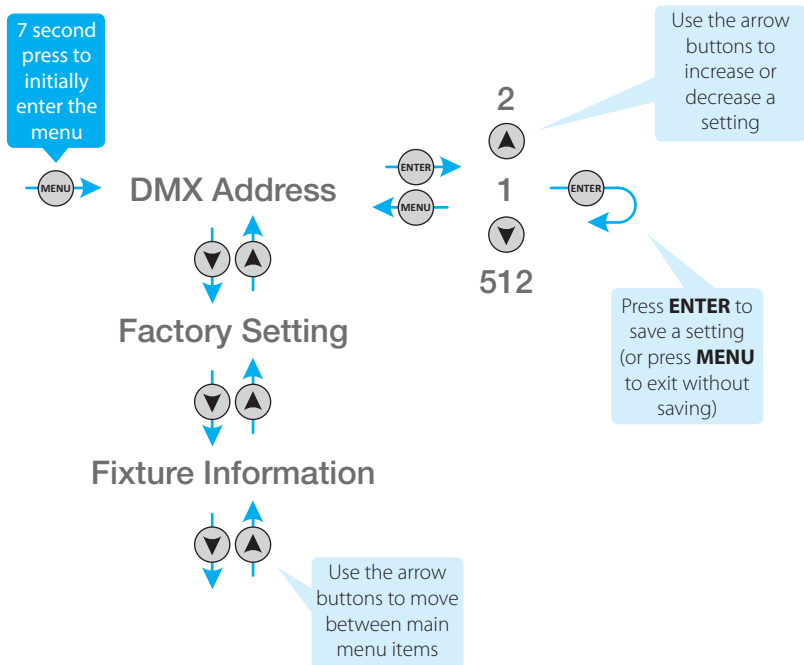 7 second
press to
initially
enter the
menu
Use the arrow
buttons to
increase or
decrease a
setting
2
MENU
DMX Address
ENTER
MENU
1
ENTER
512
Press ENTER to
save a setting
(or press MENU
to exit without
saving)
Factory Setting
Fixture Information
Use the arrow
buttons to move
between main
menu items